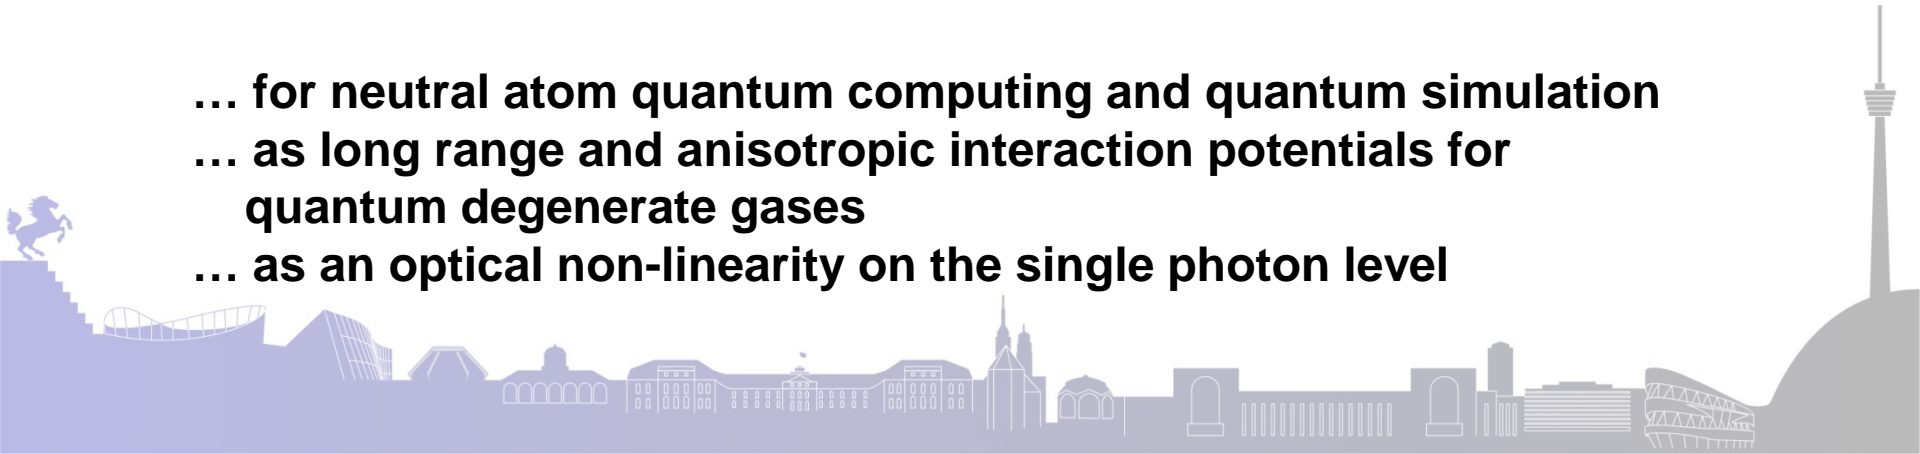 … for neutral atom quantum computing and quantum simulation
… as long range and anisotropic interaction potentials for
quantum degenerate gases
… as an optical non-linearity on the single photon level